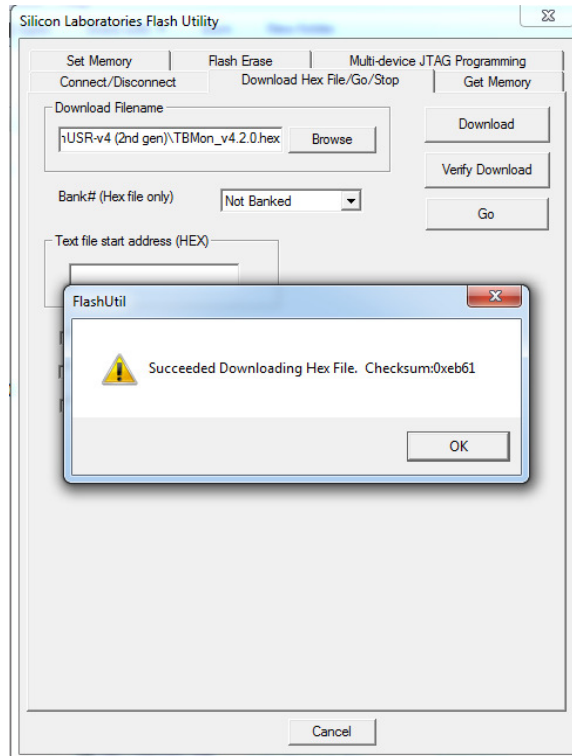 Silicon Laboratories Flash Utility
Set Memory
Flash Erase
Multi-device JTAG Programming
Connect/Disconnect
Download Hex File/Go/Stop
Get Memory
Download Filename
USR-v4 (2nd gen)\TBMon_v4.2.0.hex
Browse
Download
Verify Download
Bank# (Hex file only)
Not Banked
Go
Text file start address (HEX)
FlashUtil
Succeeded Downloading Hex File. Checksum:0xeb61
OK
Cancel